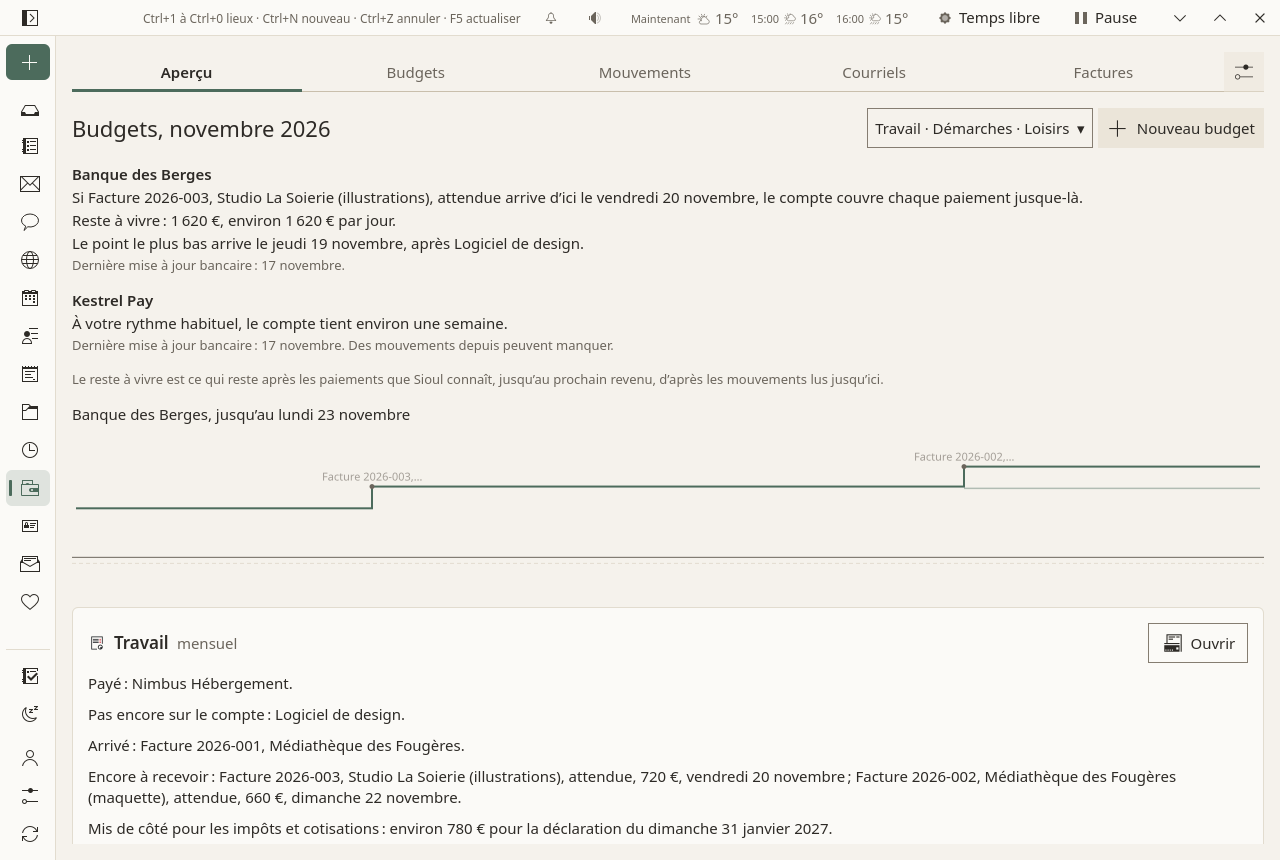 Ctrl+1 à Ctrl+0 lieux · Ctrl+N nouveau · Ctrl+Z annuler · F5 actualiser
Maintenant 15° 15:00 16° 16:00 15°
Temps libre
Pause
Aperçu
Budgets
Mouvements
Courriels
Factures
Budgets, novembre 2026
Travail · Démarches · Loisirs ▾
Nouveau budget
Banque des Berges
Si Facture 2026-003, Studio La Soierie (illustrations), attendue arrive d’ici le vendredi 20 novembre, le compte couvre chaque paiement jusque-là.
Reste à vivre : 1 620 €, environ 1 620 € par jour.
Le point le plus bas arrive le jeudi 19 novembre, après Logiciel de design.
Dernière mise à jour bancaire : 17 novembre.
Kestrel Pay
À votre rythme habituel, le compte tient environ une semaine.
Dernière mise à jour bancaire : 17 novembre. Des mouvements depuis peuvent manquer.
Le reste à vivre est ce qui reste après les paiements que Sioul connaît, jusqu’au prochain revenu, d’après les mouvements lus jusqu’ici.
Banque des Berges, jusqu’au lundi 23 novembre
Facture 2026-002,...
Facture 2026-003,...
Travail mensuel
Ouvrir
Payé : Nimbus Hébergement.
Pas encore sur le compte : Logiciel de design.
Arrivé : Facture 2026-001, Médiathèque des Fougères.
Encore à recevoir : Facture 2026-003, Studio La Soierie (illustrations), attendue, 720 €, vendredi 20 novembre ; Facture 2026-002, Médiathèque des Fougères
(maquette), attendue, 660 €, dimanche 22 novembre.
Mis de côté pour les impôts et cotisations : environ 780 € pour la déclaration du dimanche 31 janvier 2027.